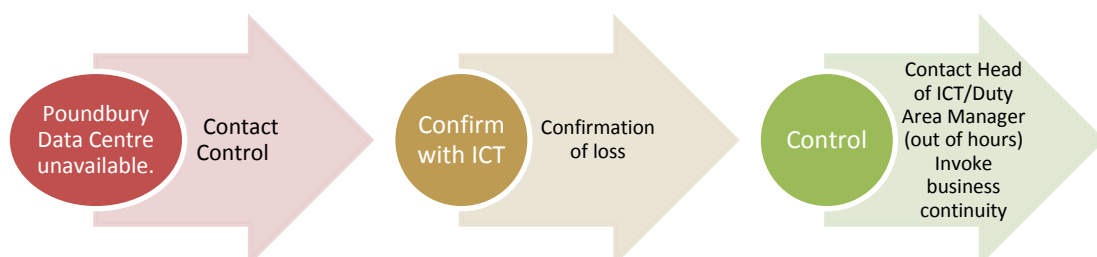 Poundbury
Data Centre
unavailable.
Contact
Control
Confirm
with ICT
Confirmation
of loss
Control
Contact Head
of ICT/Duty
Area Manager
(out of hours)
Invoke
business
continuity